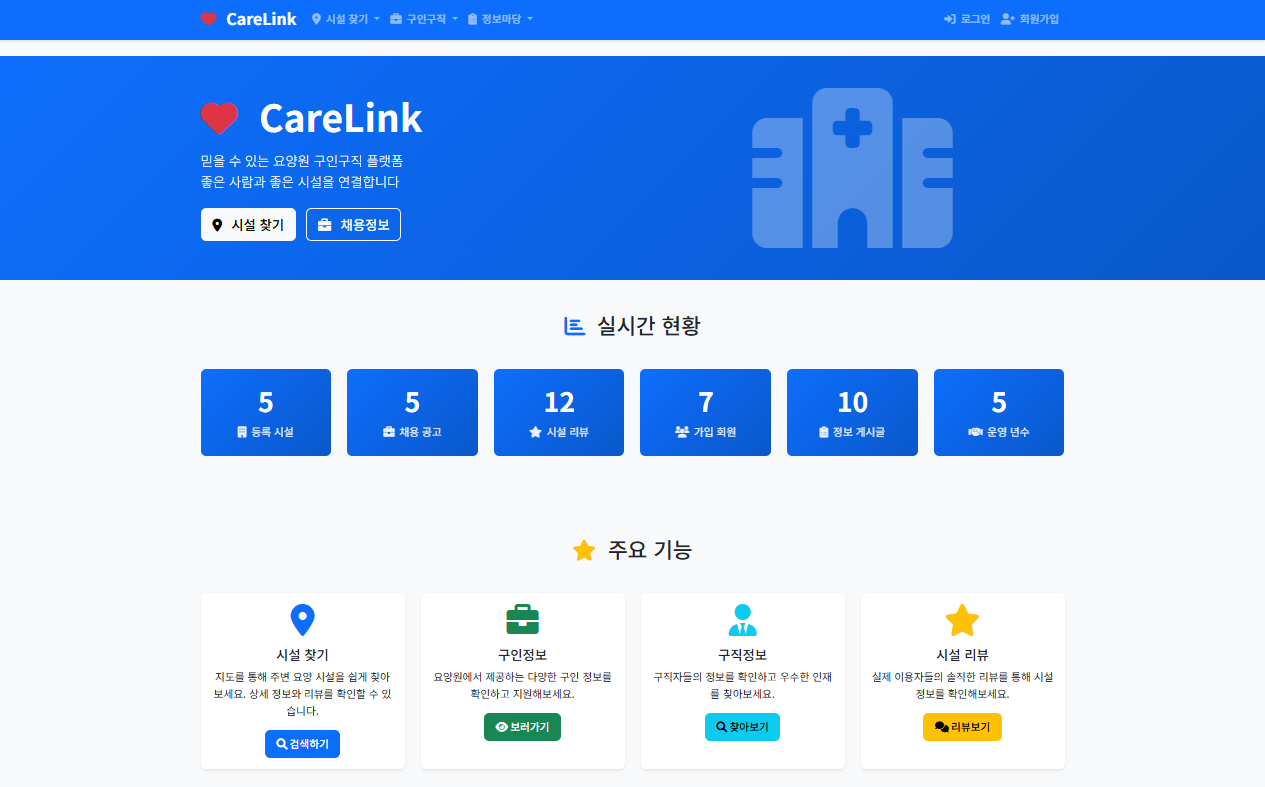 CareLink 시설 찾기 구인구직 정보마당 로그인 회원가입
CareLink
믿을 수 있는 요양원 구인구직 플랫폼
좋은 사람과 좋은 시설을 연결합니다
시설 찾기 채용정보
실시간 현황
5 5 12 7 10 5
등록 시설 채용 공고 시설 리뷰 가입 회원 정보 게시글 운영 년수
주요 기능
시설 찾기
지도를 통해 주변 요양 시설을 쉽게 찾아
보세요. 상세 정보와 리뷰를 확인할 수 있
습니다.
검색하기
구인정보
요양원에서 제공하는 다양한 구인 정보를
확인하고 지원해보세요.
보러가기
구직정보
구직자들의 정보를 확인하고 우수한 인재
를 찾아보세요.
찾아보기
시설 리뷰
실제 이용자들의 솔직한 리뷰를 통해 시설
정보를 확인해보세요.
리뷰보기